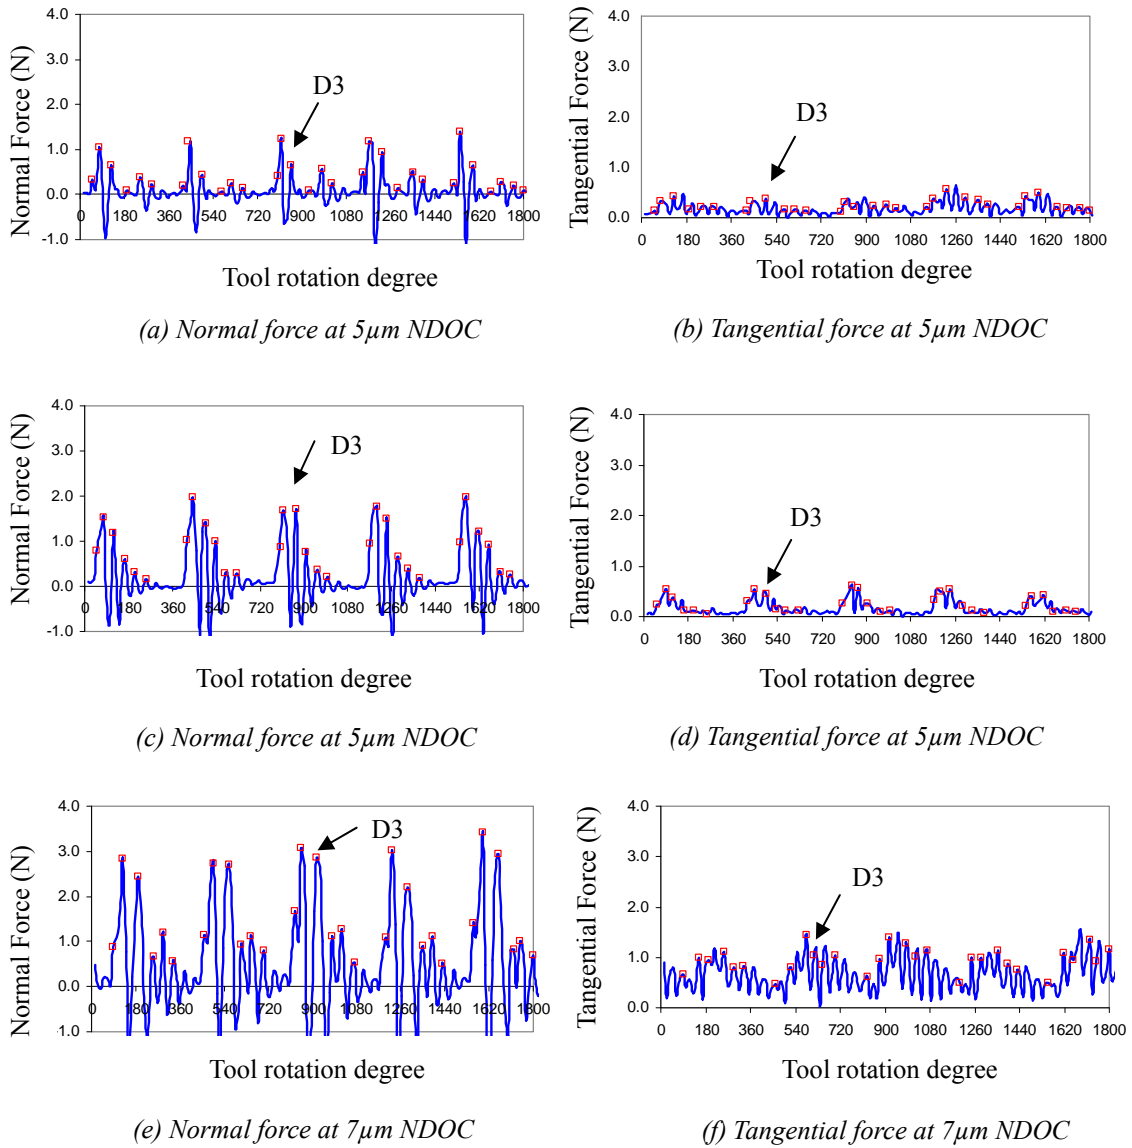 4.0
3.0
2.0
1.0
0.0
-1.0
Normal Force (N)
D3
0 180 360 540 720 900 1080 1260 1440 1620 1800
Tool rotation degree
(a) Normal force at 5µm NDOC
4.0
3.0
2.0
1.0
0.0
Tangential Force (N)
D3
0 180 360 540 720 900 1080 1260 1440 1620 1800
Tool rotation degree
(b) Tangential force at 5µm NDOC
4.0
3.0
2.0
1.0
0.0
-1.0
Normal Force (N)
D3
0 180 360 540 720 900 1080 1260 1440 1620 1800
Tool rotation degree
(c) Normal force at 5µm NDOC
4.0
3.0
2.0
1.0
0.0
Tangential Force (N)
D3
0 180 360 540 720 900 1080 1260 1440 1620 1800
Tool rotation degree
(d) Tangential force at 5µm NDOC
4.0
3.0
2.0
1.0
0.0
1.0
Normal Force (N)
D3
0 180 360 540 720 900 1080 1260 1440 1620 1800
Tool rotation degree
(e) Normal force at 7µm NDOC
4.0
3.0
2.0
1.0
0.0
Tangential Force (N)
D3
0 180 360 540 720 900 1080 1260 1440 1620 1800
Tool rotation degree
(f) Tangential force at 7µm NDOC